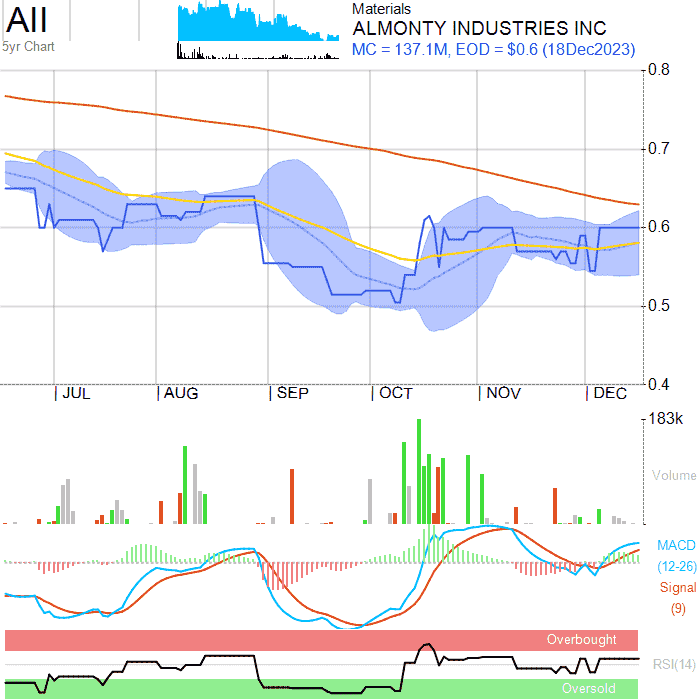 AII
5yr Chart
Materials
ALMONTY INDUSTRIES INC
MC = 137.1M, EOD = $0.6 (18Dec2023)
0.8
0.7
0.6
0.5
0.4
JUL AUG SEP OCT NOV DEC
183k
Volume
MACD
(12-26)
Signal
(9)
Overbought
RSI(14)
Oversold